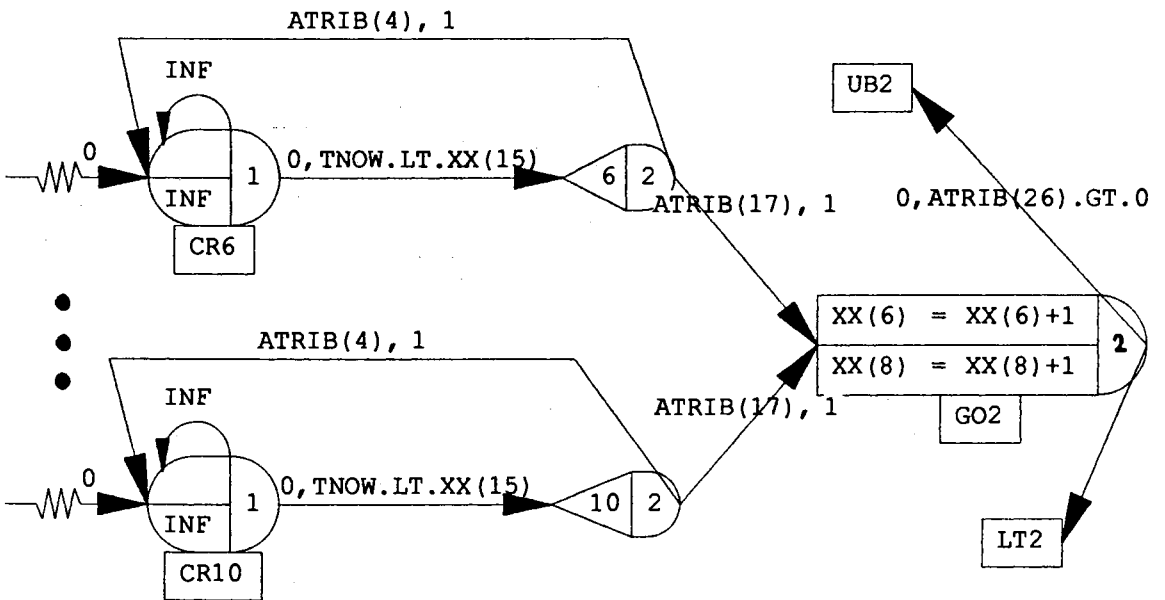 ATRIB(4), 1
INF
UB2
0
0,TNOW.LT.XX(15)
1
6
2
INF
ATRIB(17), 1
0,ATRIB(26).GT.0
CR6
XX(6) = XX(6)+1
ATRIB(4), 1
2
XX(8) = XX(8)+1
INF
ATRIB(17), 1
GO2
0
0,TNOW.LT.XX(15)
1
10
2
INF
LT2
CR10